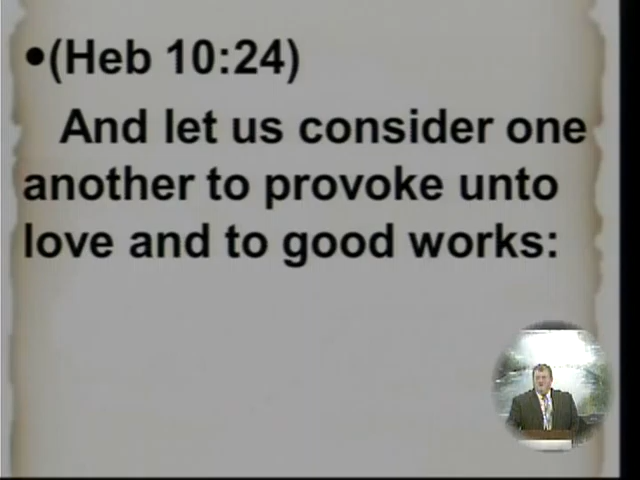 •(Heb 10:24)
And let us consider one
another to provoke unto
love and to good works: